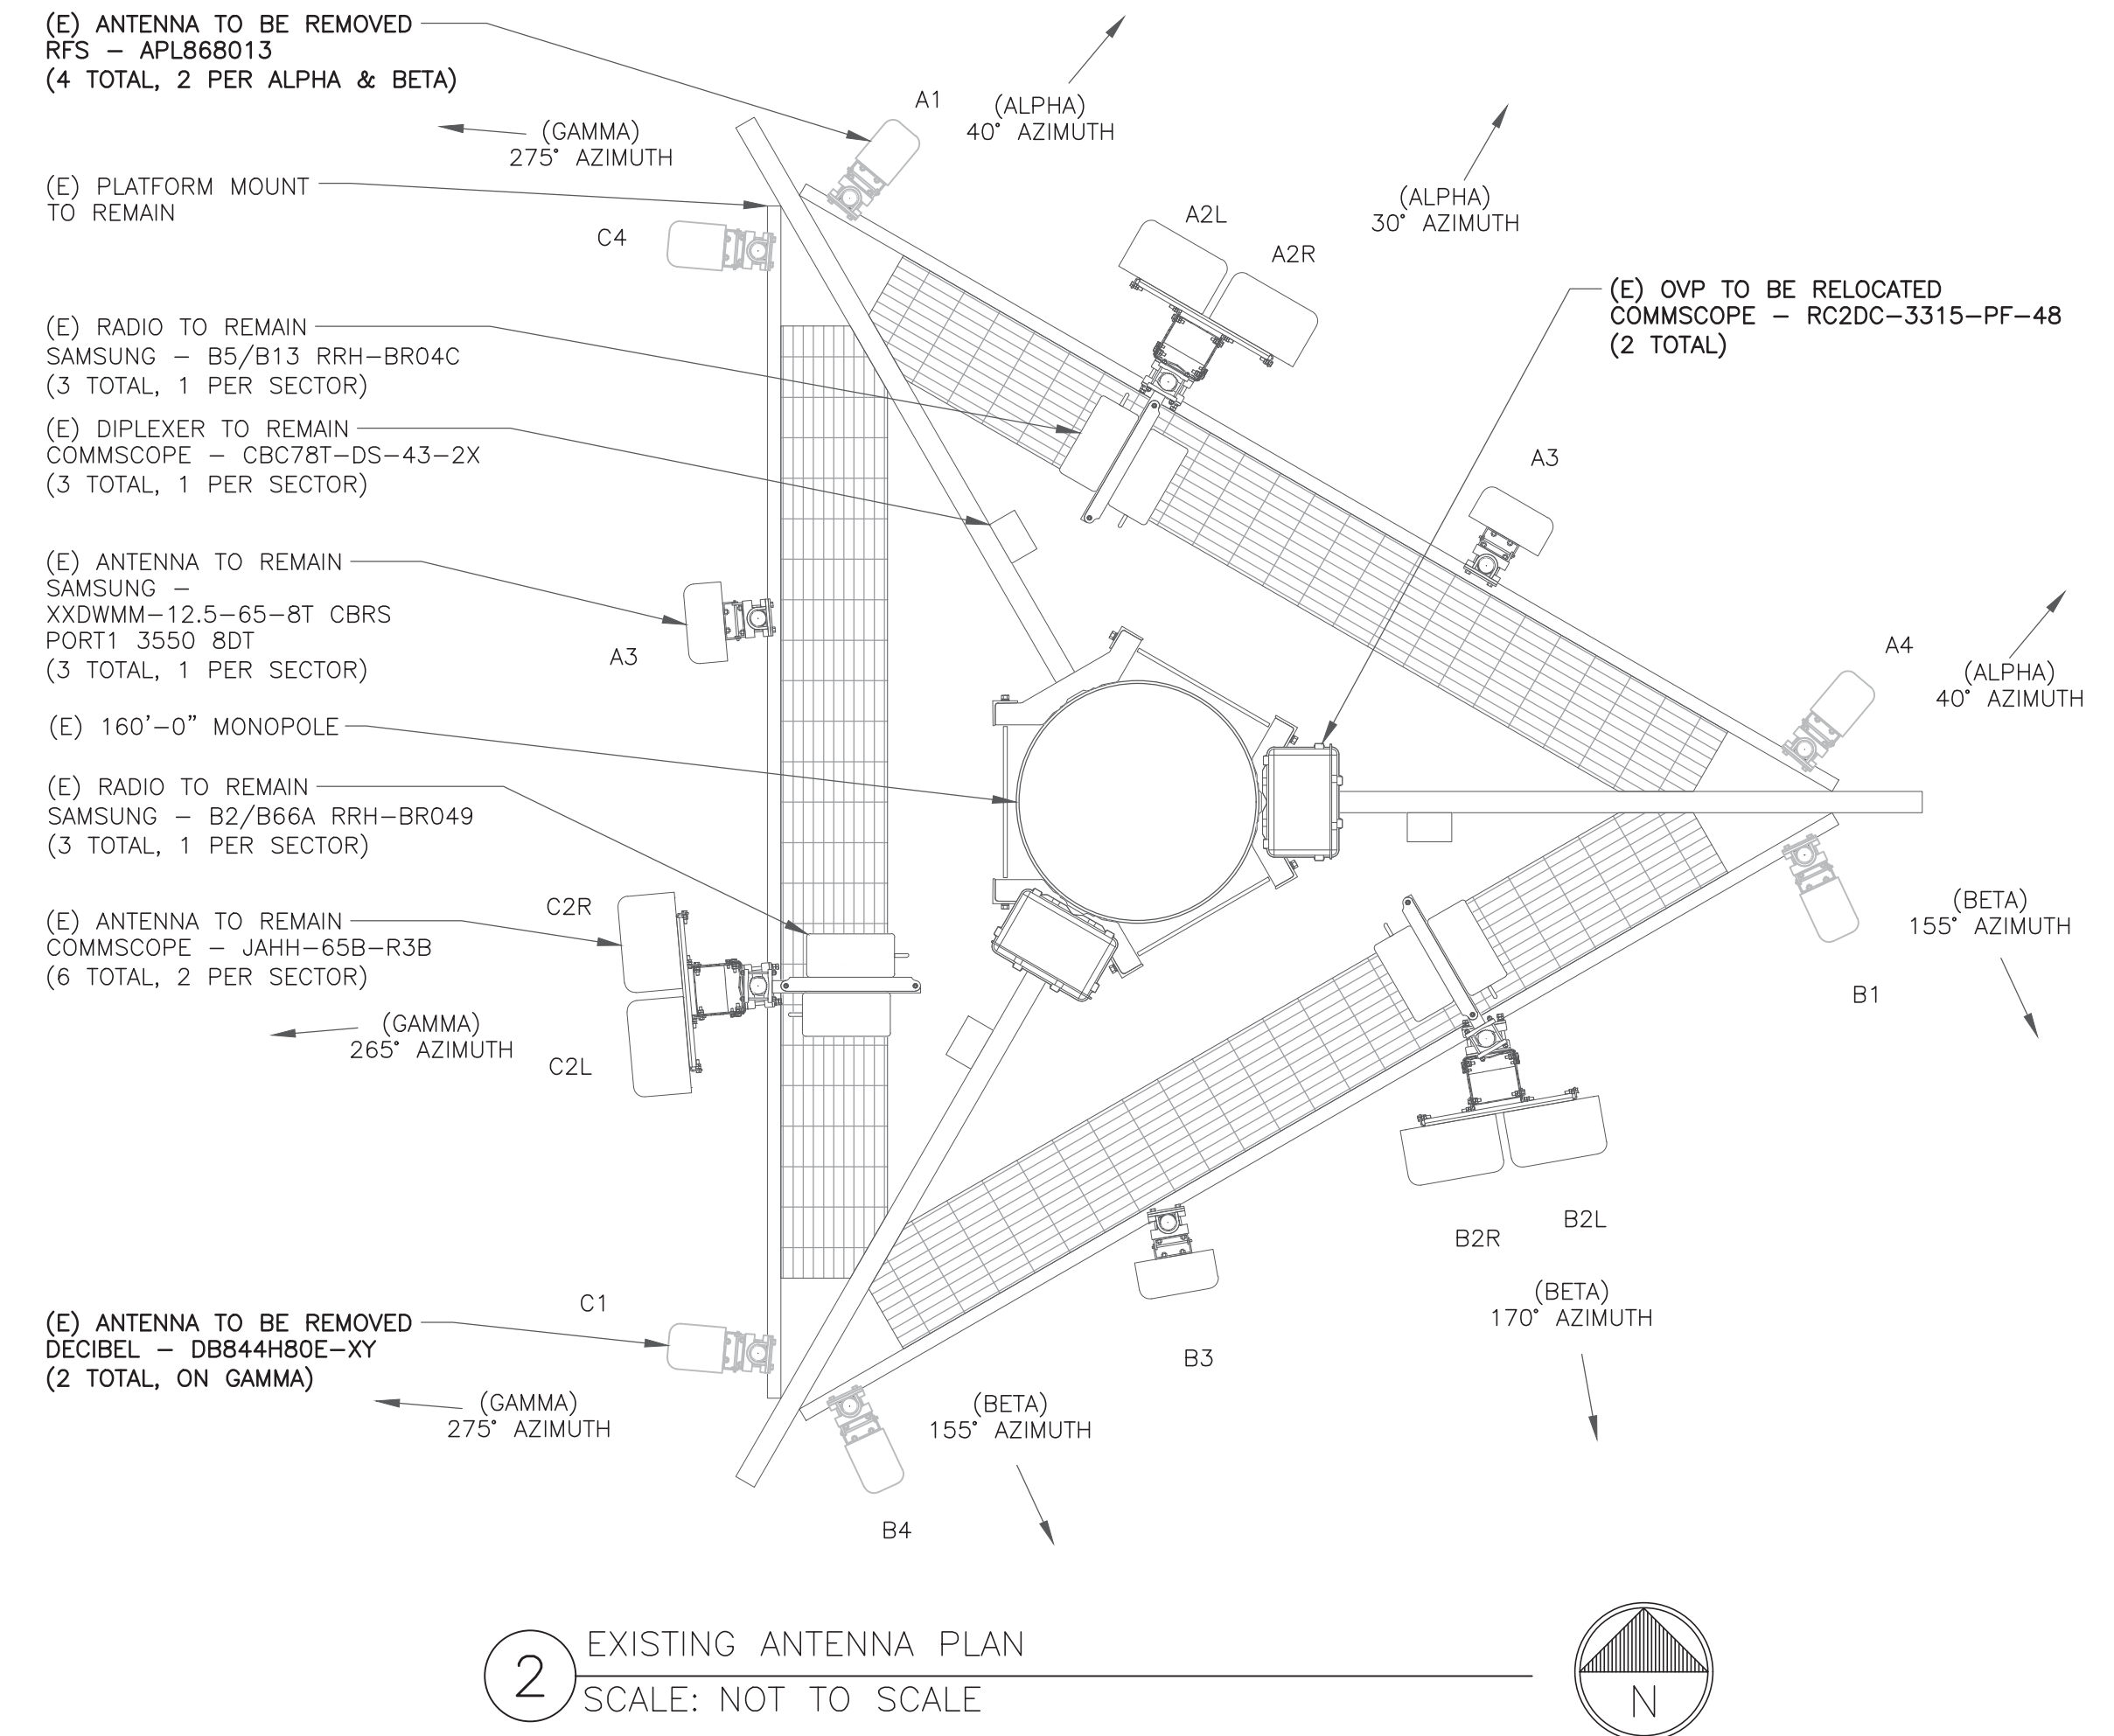 (E) ANTENNA TO BE REMOVED
RFS - APL868013
(4 TOTAL, 2 PER ALPHA & BETA)
(GAMMA)
275° AZIMUTH
A1
(ALPHA)
40° AZIMUTH
(E) PLATFORM MOUNT
TO REMAIN
C4
A2L
A2R
(ALPHA)
30° AZIMUTH
(E) OVP TO BE RELOCATED
COMMSCOPE - RC2DC-3315-PF-48
(2 TOTAL)
(E) RADIO TO REMAIN
SAMSUNG - B5/B13 RRH-BR04C
(3 TOTAL, 1 PER SECTOR)
(E) DIPLEXER TO REMAIN
COMMSCOPE - CBC78T-DS-43-2X
(3 TOTAL, 1 PER SECTOR)
A3
(E) ANTENNA TO REMAIN
SAMSUNG -
XXDWMM-12.5-65-8T CBRS
PORT1 3550 8DT
(3 TOTAL, 1 PER SECTOR)
A3
A4
(ALPHA)
40° AZIMUTH
(E) 160'-0" MONOPOLE
(E) RADIO TO REMAIN
SAMSUNG - B2/B66A RRH-BR049
(3 TOTAL, 1 PER SECTOR)
(E) ANTENNA TO REMAIN
COMMSCOPE - JAHH-65B-R3B
(6 TOTAL, 2 PER SECTOR)
C2R
(GAMMA)
265° AZIMUTH
C2L
(BETA)
155° AZIMUTH
B1
B2L
B2R
(BETA)
170° AZIMUTH
C1
(E) ANTENNA TO BE REMOVED
DECIBEL - DB844H80E-XY
(2 TOTAL, ON GAMMA)
(GAMMA)
275° AZIMUTH
B3
(BETA)
155° AZIMUTH
B4
2
EXISTING ANTENNA PLAN
SCALE: NOT TO SCALE
N